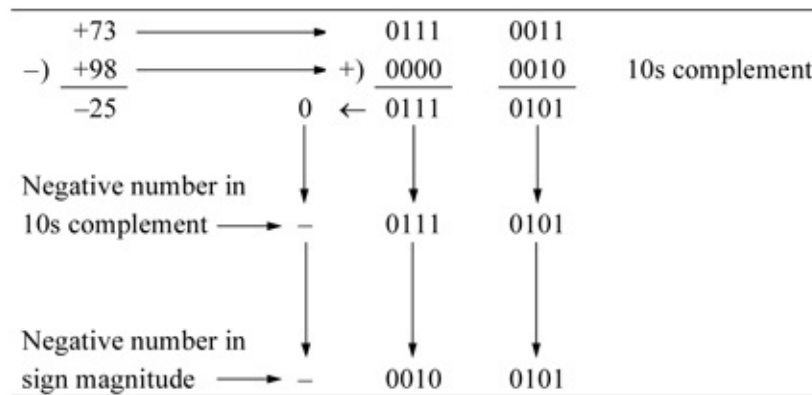 +73 0111 0011
–) +98 +) 0000 0010 10s complement
–25 0 ← 0111 0101
Negative number in
10s complement – 0111 0101
Negative number in
sign magnitude – 0010 0101